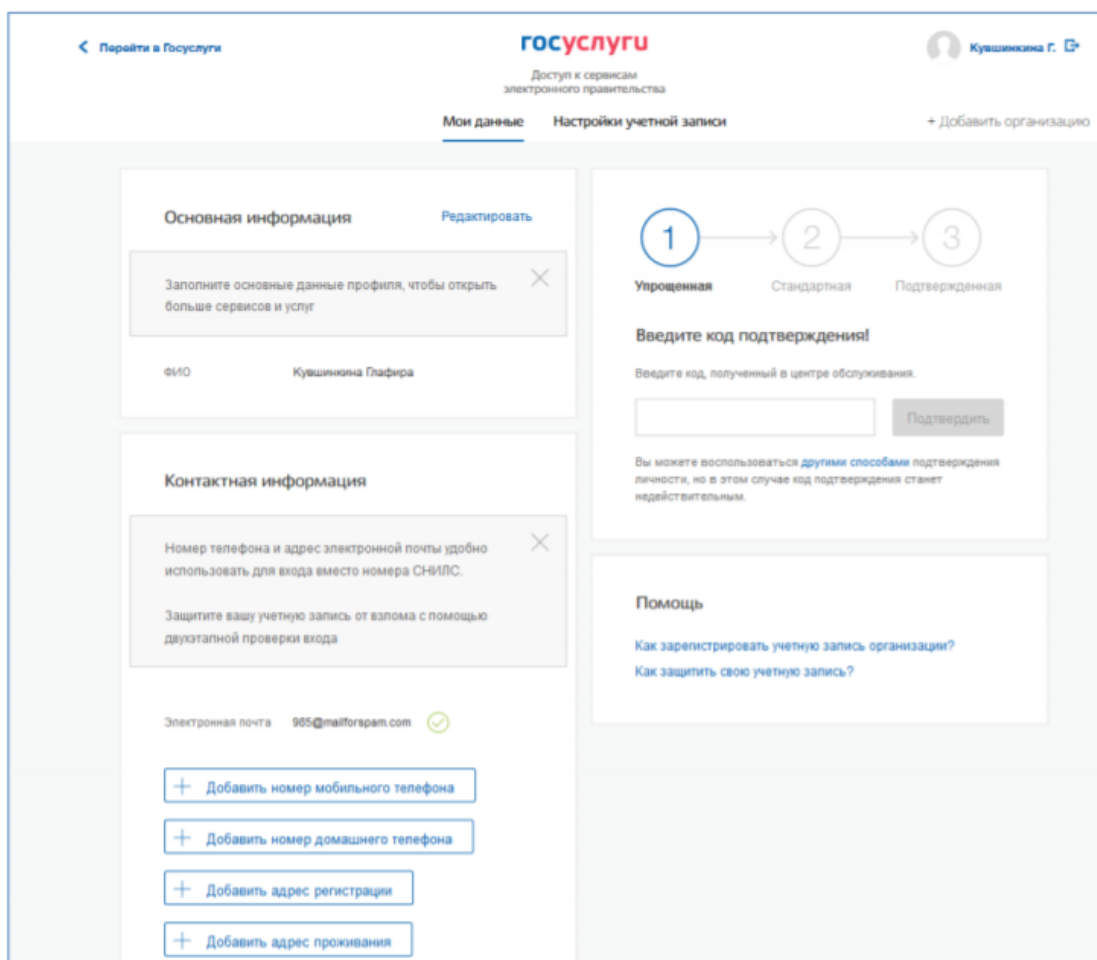 Перейти в Госуслуги
госуслуги
Кувшинкина Г.
Доступ к сервисам
электронного правительства
Мои данные
Настройки учетной записи
+ Добавить организацию
Основная информация
Редактировать
Заполните основные данные профиля, чтобы открыть
больше сервисов и услуг
ФИО
Кувшинкина Глафира
Контактная информация
Номер телефона и адрес электронной почты удобно
использовать для входа вместо номера СНИЛС.
Защитите вашу учетную запись от взлома с помощью
двухэтапной проверки входа
Электронная почта
985@mailforspam.com
+ Добавить номер мобильного телефона
+ Добавить номер домашнего телефона
+ Добавить адрес регистрации
+ Добавить адрес проживания
1
2
3
Упрощенная
Стандартная
Подтвержденная
Введите код подтверждения!
Введите код, полученный в центре обслуживания.
Подтвердить
Вы можете воспользоваться другими способами подтверждения
личности, но в этом случае код подтверждения станет
недействительным.
Помощь
Как зарегистрировать учетную запись организации?
Как защитить свою учетную запись?